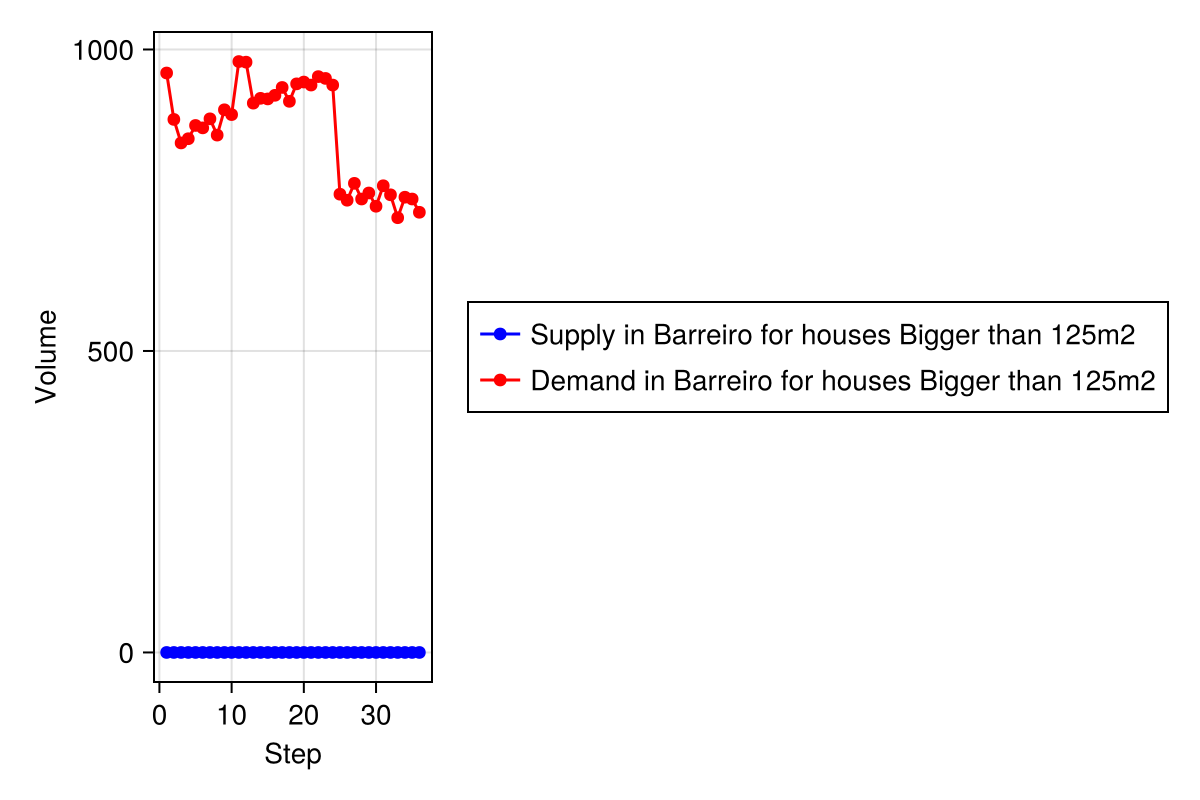 1000
500
0
Volume
0 10 20 30
Step
Supply in Barreiro for houses Bigger than 125m2
Demand in Barreiro for houses Bigger than 125m2